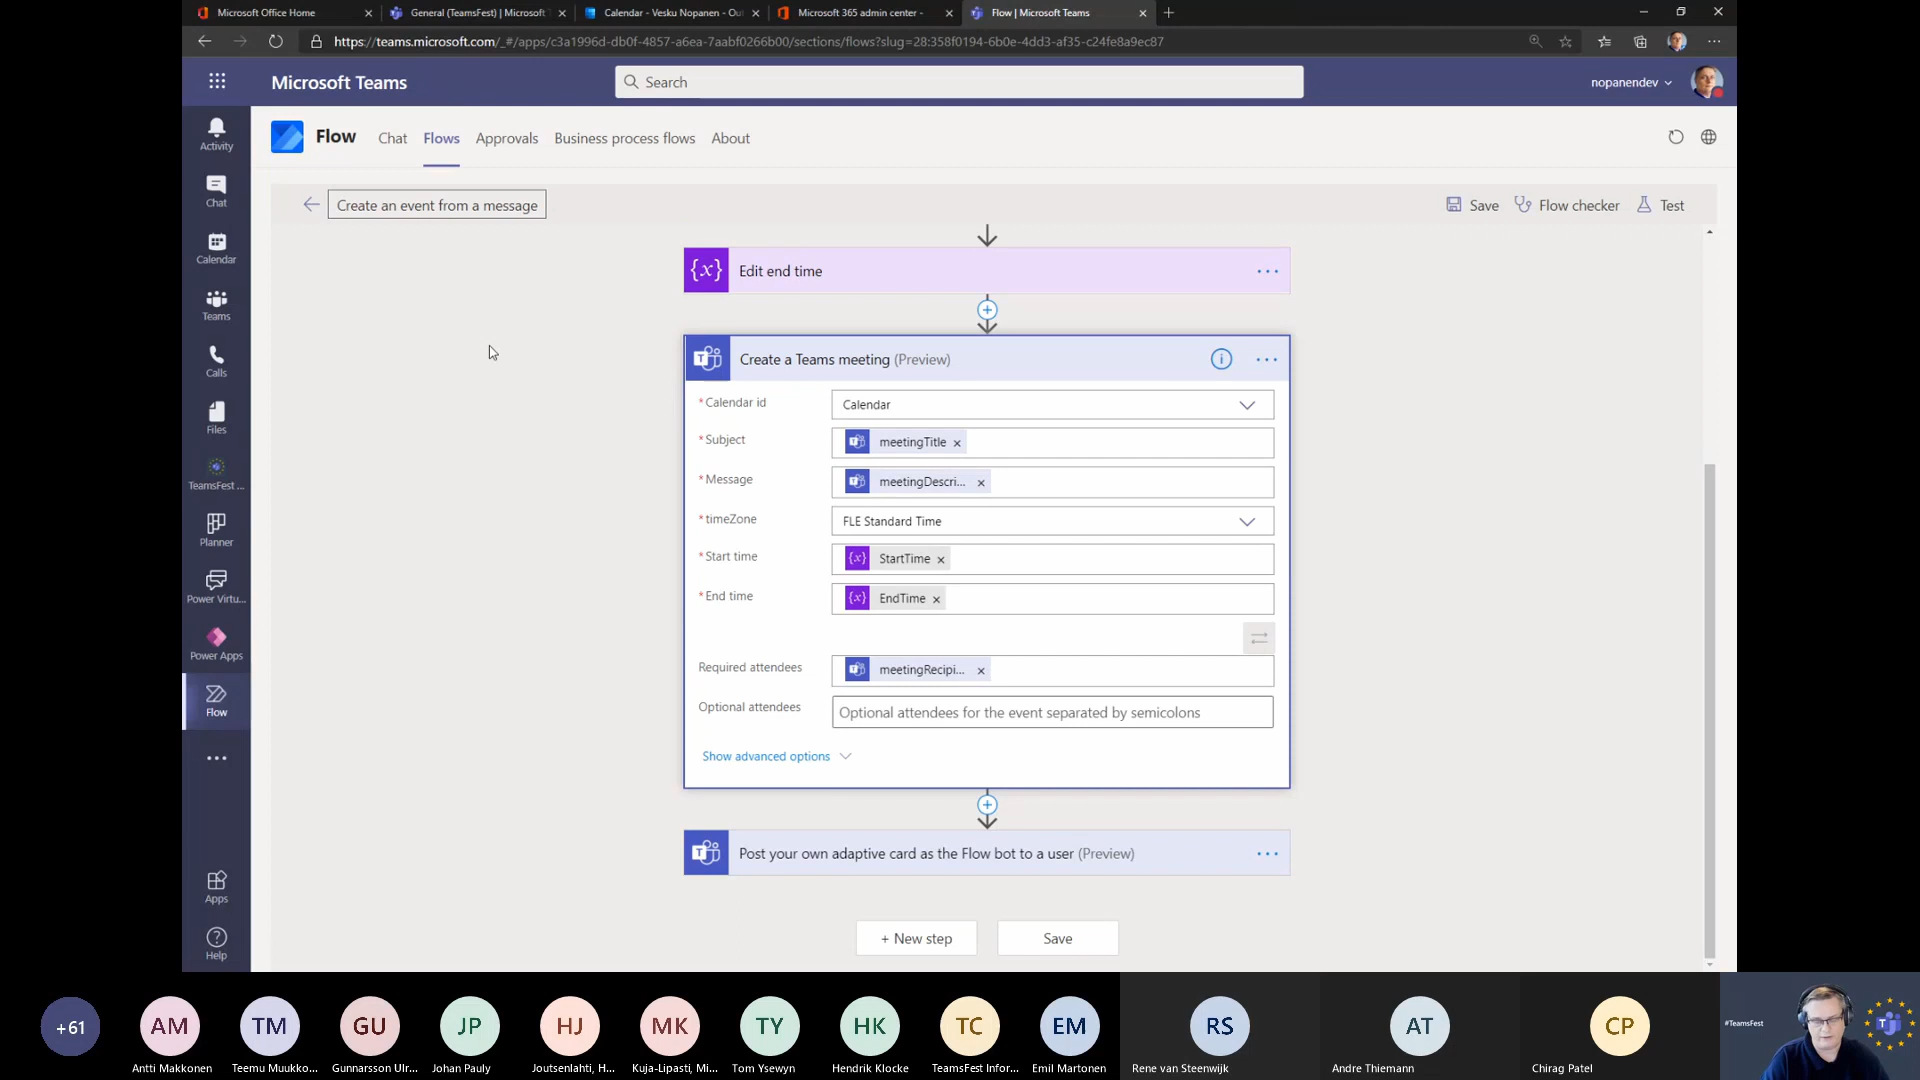 Microsoft Office Home
General (TeamsFest) | Microsoft
Calendar - Vesku Nopanen - Out
Microsoft 365 admin center -
Flow | Microsoft Teams
https://teams.microsoft.com/_#/apps/c3a1996d-db0f-4857-a6ea-7aabf0266b00/sections/flows?slug=28:358f0194-6b0e-4dd3-af35-c24fe8a9ec87
Microsoft Teams
Search
nopanendev
Activity
Chat
Calendar
Teams
Calls
Files
TeamsFest ...
Planner
Power Virtu...
Power Apps
Flow
Apps
Help
Flow
Chat
Flows
Approvals
Business process flows
About
Create an event from a message
Save
Flow checker
Test
{x}
Edit end time
Create a Teams meeting (Preview)
*Calendar id
Calendar
*Subject
meetingTitle
*Message
meetingDescri...
*timeZone
FLE Standard Time
*Start time
{x} StartTime
*End time
{x} EndTime
Required attendees
meetingRecipi...
Optional attendees
Optional attendees for the event separated by semicolons
Show advanced options
Post your own adaptive card as the Flow bot to a user (Preview)
+ New step
Save
+61
AM
TM
GU
JP
HJ
MK
TY
HK
TC
EM
RS
AT
CP
#TeamsFest
Antti Makkonen
Teemu Muukko...
Gunnarsson Ulr...
Johan Pauly
Joutsenlahti, H...
Kuja-Lipasti, Mi...
Tom Ysewyn
Hendrik Klocke
TeamsFest Infor...
Emil Martonen
Rene van Steenwijk
Andre Thiemann
Chirag Patel